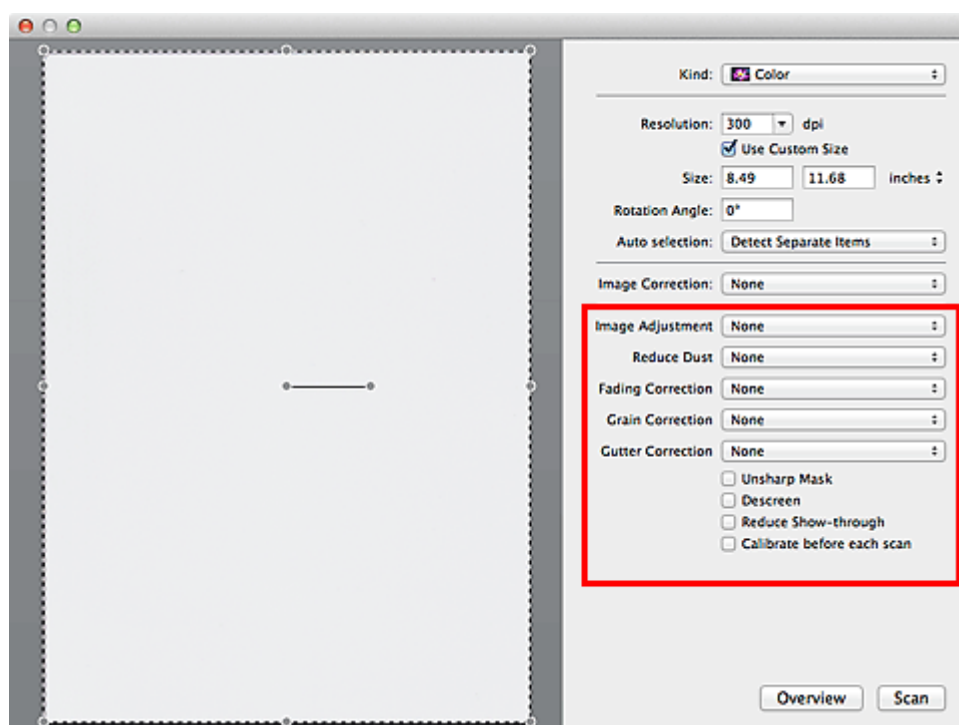 Kind: Color
Resolution: 300 dpi
Use Custom Size
Size: 8.49 11.68 inches
Rotation Angle: 0°
Auto selection: Detect Separate Items
Image Correction: None
Image Adjustment None
Reduce Dust None
Fading Correction None
Grain Correction None
Gutter Correction None
Unsharp Mask
Descreen
Reduce Show-through
Calibrate before each scan
Overview Scan